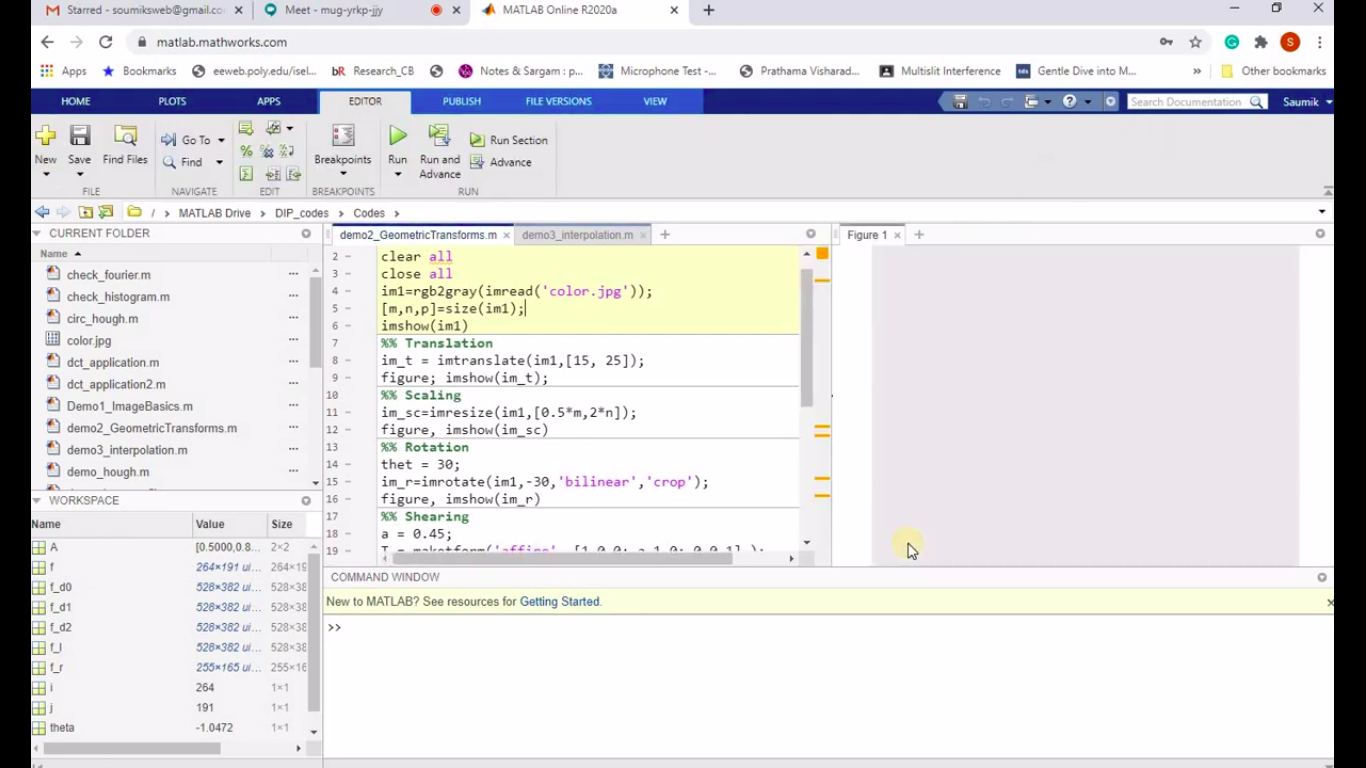 Starred - soumiksweb@gmail.co
Meet - mug-yrkp-jjy
MATLAB Online R2020a
matlab.mathworks.com
Apps
Bookmarks
eeweb.poly.edu/isel...
Research_CB
Notes & Sargam : p...
Microphone Test -...
Prathama Visharad...
Multislit Interference
Gentle Dive into M...
Other bookmarks
HOME PLOTS APPS EDITOR PUBLISH FILE VERSIONS VIEW
Search Documentation
Saumik
New
Save
Find Files
Go To
Find
Breakpoints
Run
Run and Advance
Run Section
Advance
FILE NAVIGATE EDIT BREAKPOINTS RUN
/ MATLAB Drive DIP_codes Codes
CURRENT FOLDER
Name
check_fourier.m
check_histogram.m
circ_hough.m
color.jpg
dct_application.m
dct_application2.m
Demo1_ImageBasics.m
demo2_GeometricTransforms.m
demo3_interpolation.m
demo_hough.m
WORKSPACE
Name Value Size
A [0.5000,0.8... 2×2
f 264×191 ui... 264×19
f_d0 528×382 ui... 528×38
f_d1 528×382 ui... 528×38
f_d2 528×382 ui... 528×38
f_l 528×382 ui... 528×38
f_r 255×165 ui... 255×16
i 264 1×1
j 191 1×1
theta -1.0472 1×1
demo2_GeometricTransforms.m demo3_interpolation.m
2 clear all
3 close all
4 im1=rgb2gray(imread('color.jpg'));
5 [m,n,p]=size(im1);
6 imshow(im1)
7 %% Translation
8 im_t = imtranslate(im1,[15, 25]);
9 figure; imshow(im_t);
10 %% Scaling
11 im_sc=imresize(im1,[0.5*m,2*n]);
12 figure, imshow(im_sc)
13 %% Rotation
14 thet = 30;
15 im_r=imrotate(im1,-30,'bilinear','crop');
16 figure, imshow(im_r)
17 %% Shearing
18 a = 0.45;
19 T = maketform('affine', [1 0 0; a 1 0; 0 0 1] );
Figure 1
COMMAND WINDOW
New to MATLAB? See resources for Getting Started.
>>